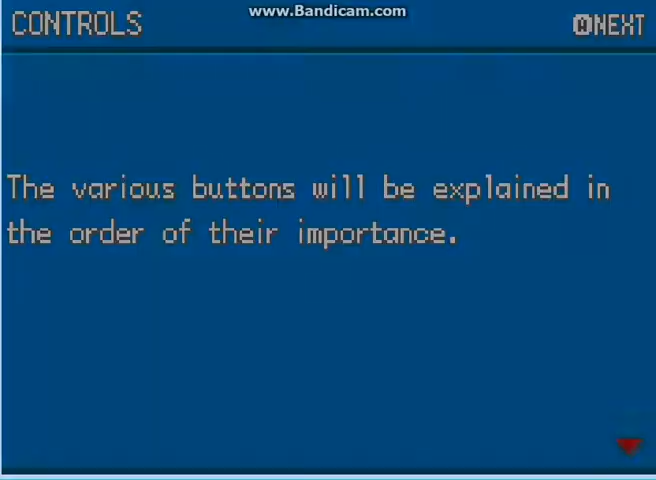 www.Bandicam.com
CONTROLS
NEXT
The various buttons will be explained in
the order of their importance.